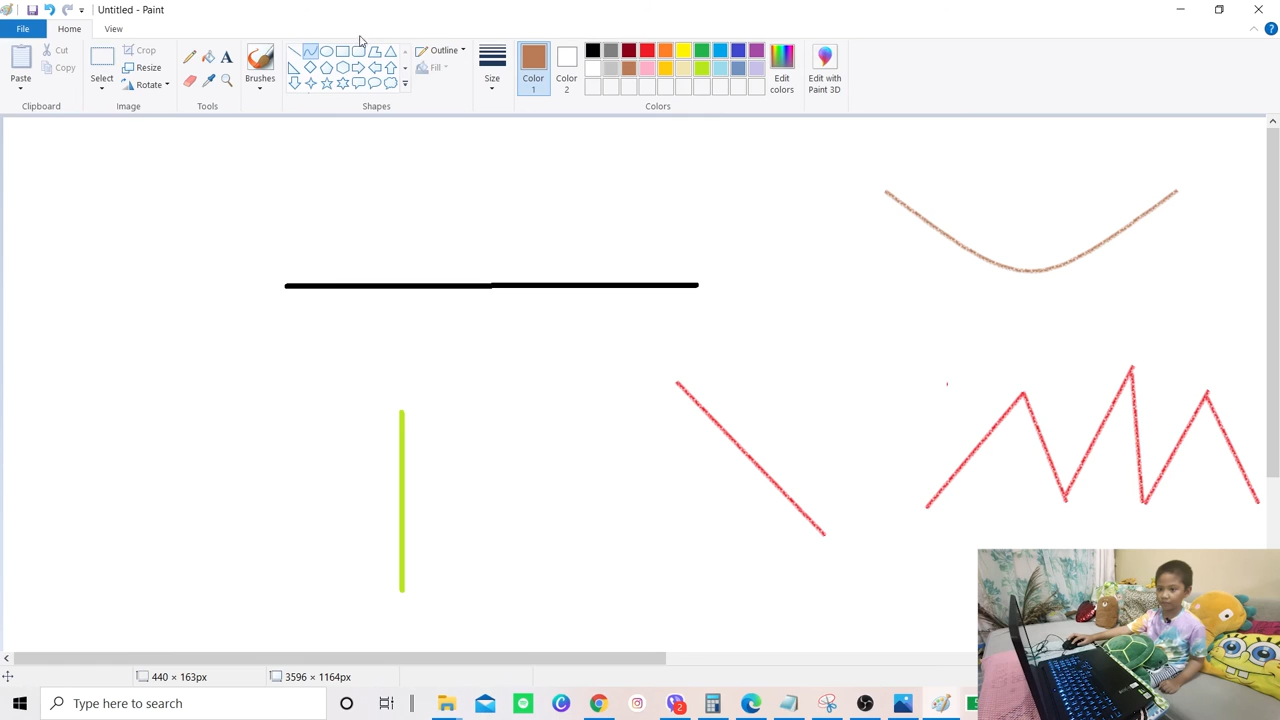 Untitled - Paint
File Home View
Paste
Cut
Copy
Clipboard
Select
Crop
Resize
Rotate
Image
Tools
Brushes
Shapes
Outline
Fill
Size
Color 1
Color 2
Colors
Edit colors
Edit with Paint 3D
440 × 163px
3596 × 1164px
Type here to search
2